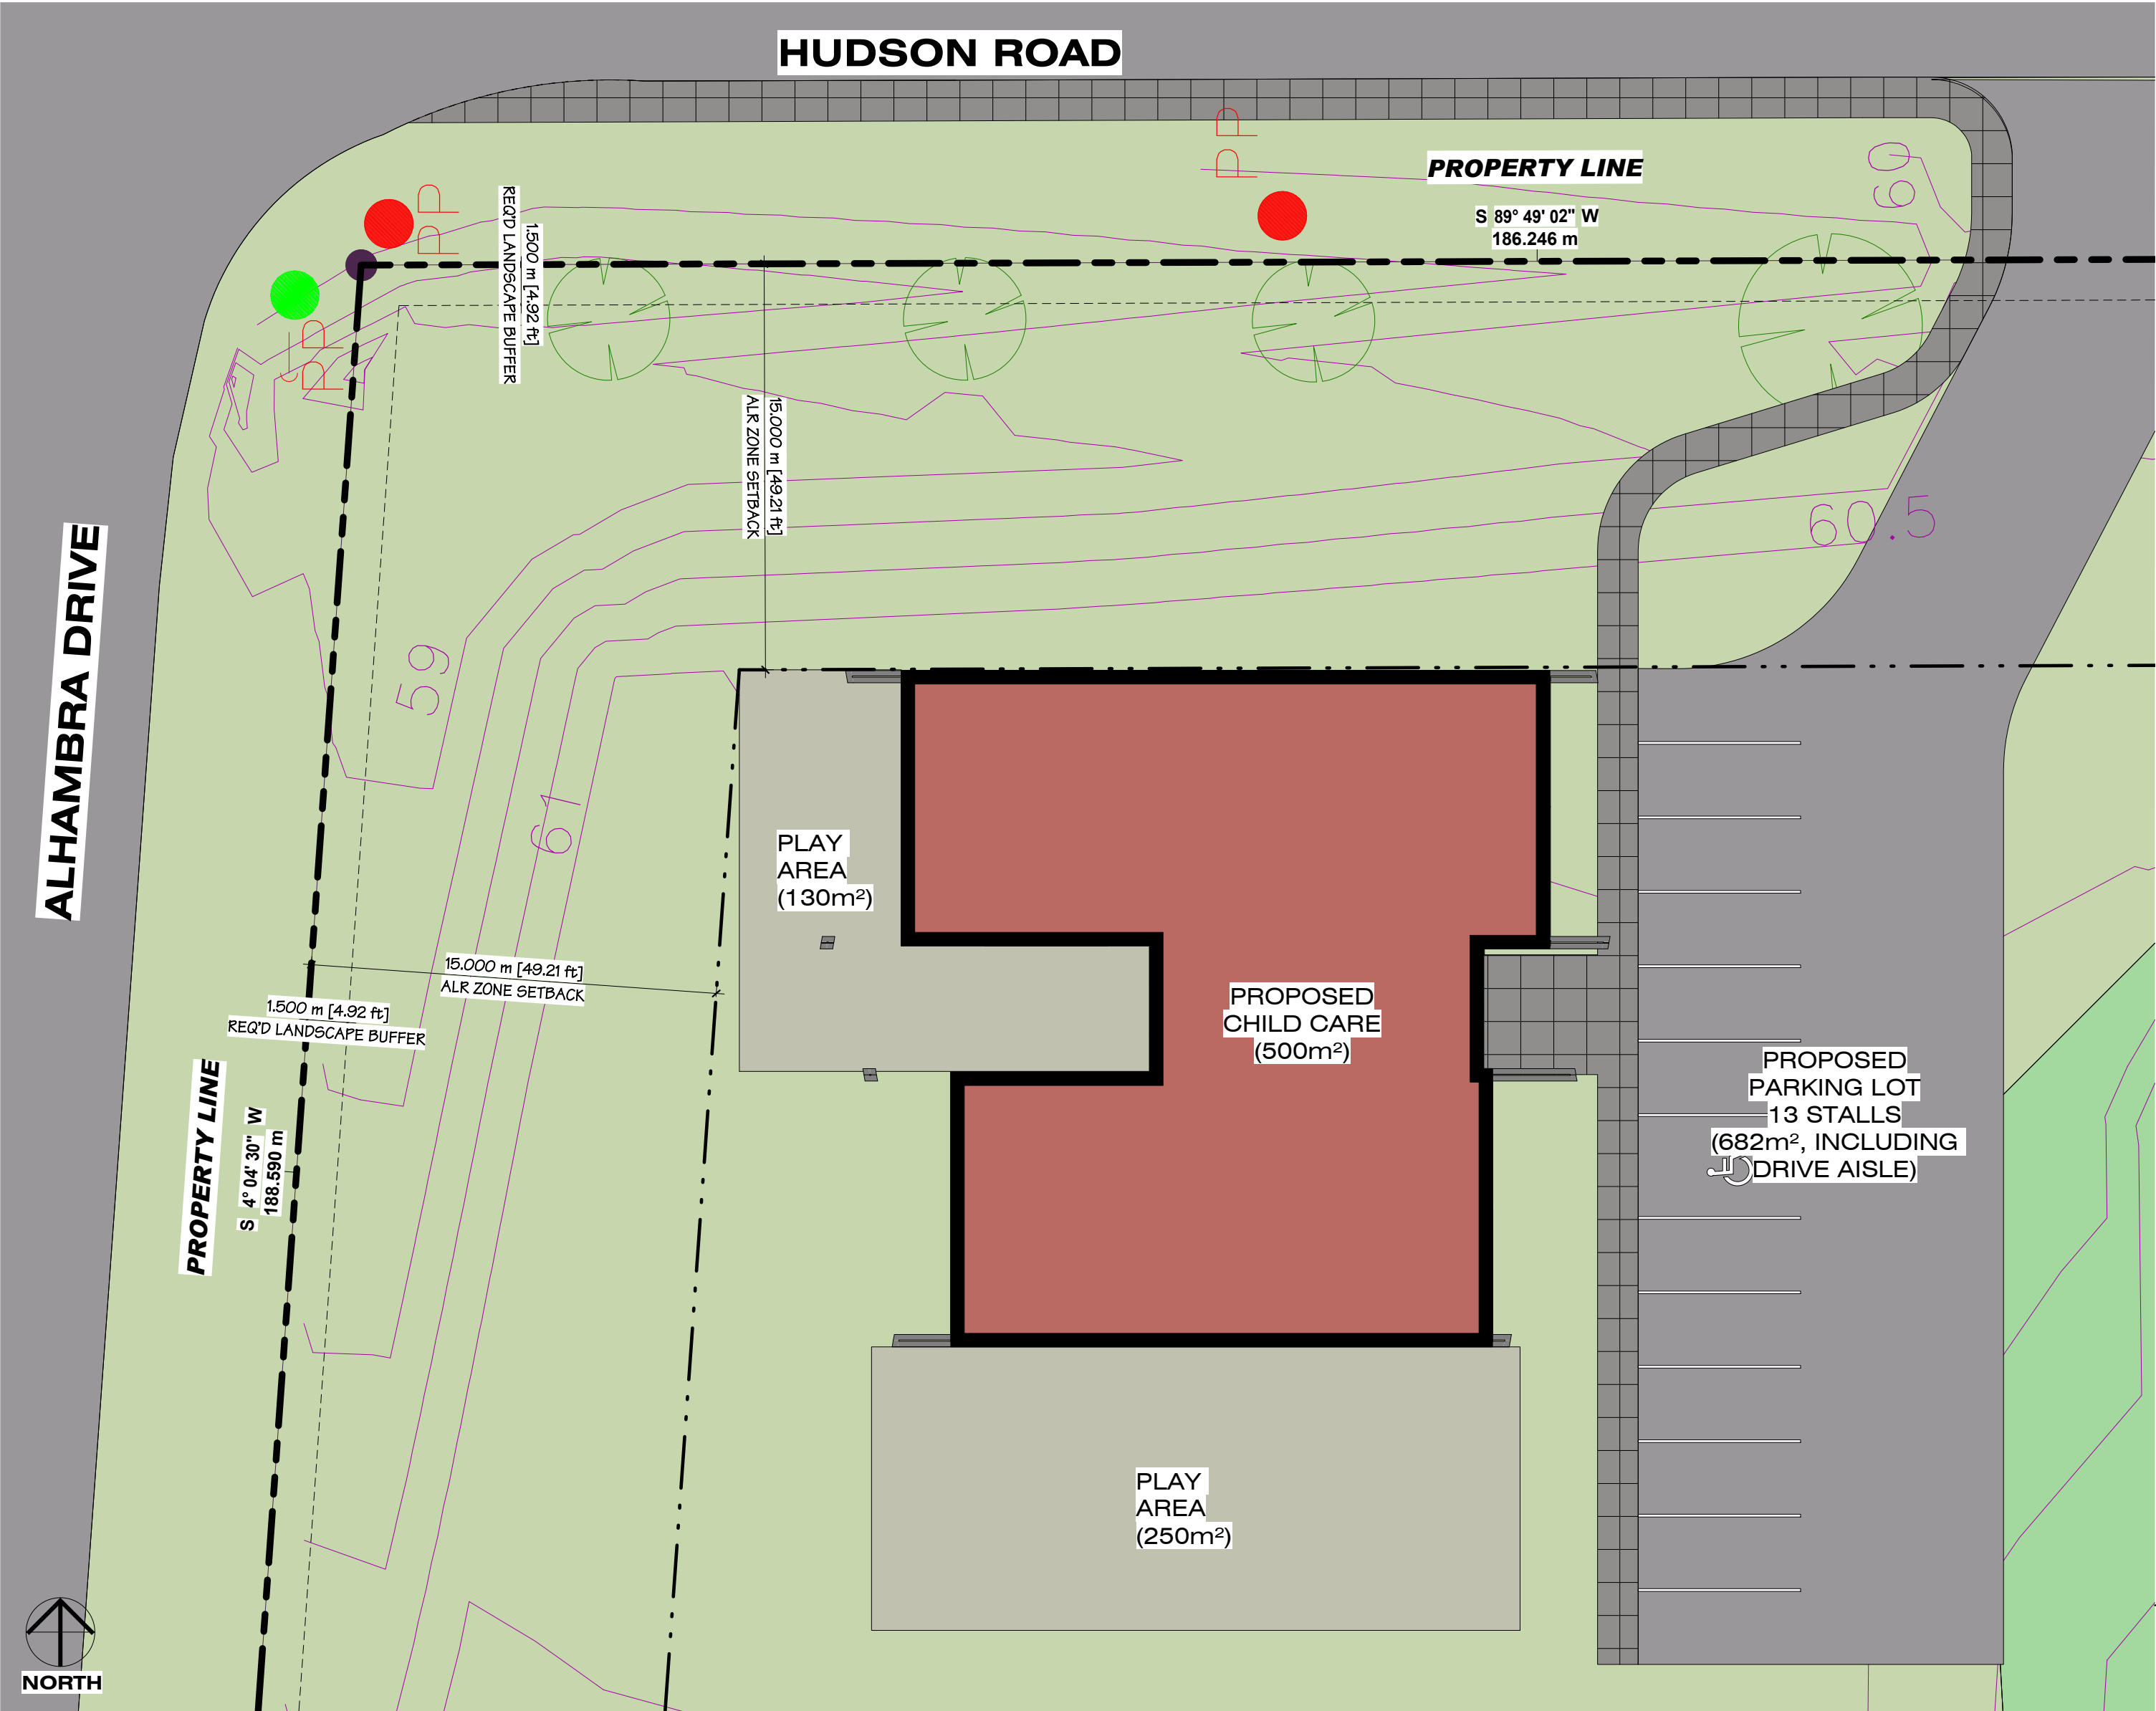 HUDSON ROAD
PP
PP
PROPERTY LINE
S 89° 49' 02" W
186.246 m
60
1.500 m [4.92 ft]
REQ'D LANDSCAPE BUFFER
15.000 m [49.21 ft]
ALR ZONE SETBACK
60.5
ALHAMBRA DRIVE
59
61
PLAY
AREA
(130m²)
15.000 m [49.21 ft]
ALR ZONE SETBACK
1.500 m [4.92 ft]
REQ'D LANDSCAPE BUFFER
PROPOSED
CHILD CARE
(500m²)
PROPOSED
PARKING LOT
13 STALLS
(682m², INCLUDING
DRIVE AISLE)
PROPERTY LINE
S 4° 04' 30" W
188.590 m
PLAY
AREA
(250m²)
NORTH